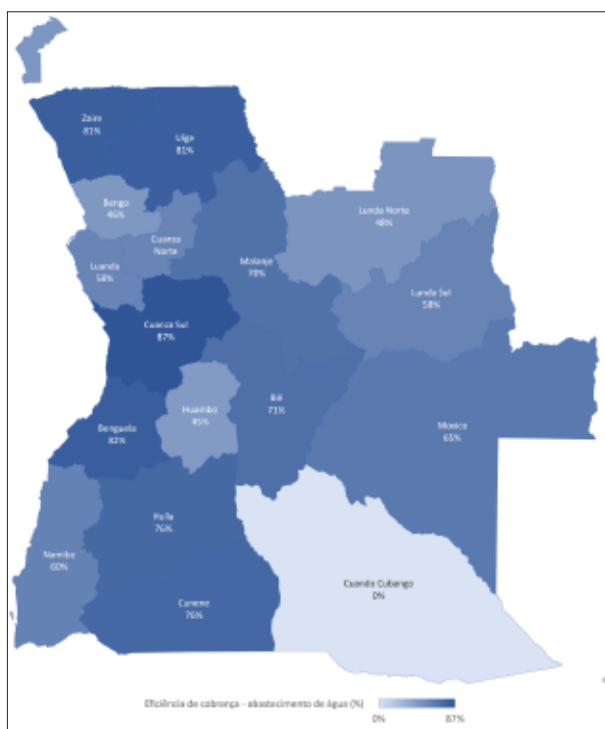 Zaire
81%
Uíge
81%
Bengo
46%
Cuanza
Norte
Luanda
58%
Malanje
70%
Lunda Norte
48%
Lunda Sul
58%
Cuanza Sul
87%
Huambo
45%
Bié
71%
Benguela
82%
Moxico
65%
Huíla
76%
Namibe
60%
Cunene
76%
Cuando Cubango
0%
Eficiência de cobrança - abastecimento de água (%)
0%
87%